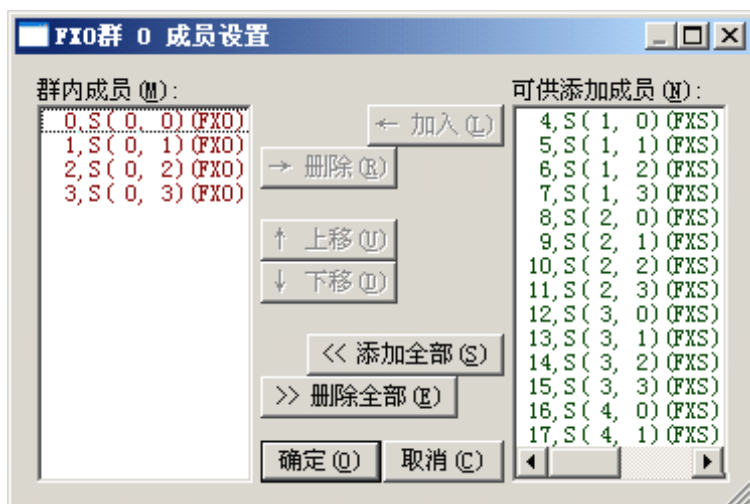 FXO群 0 成员设置
群内成员(M):
0,S( 0, 0)(FXO)
1,S( 0, 1)(FXO)
2,S( 0, 2)(FXO)
3,S( 0, 3)(FXO)
← 加入(L)
→ 删除(R)
↑ 上移(U)
↓ 下移(D)
<< 添加全部(S)
>> 删除全部(E)
确定(O)
取消(C)
可供添加成员(N):
4,S( 1, 0)(FXS)
5,S( 1, 1)(FXS)
6,S( 1, 2)(FXS)
7,S( 1, 3)(FXS)
8,S( 2, 0)(FXS)
9,S( 2, 1)(FXS)
10,S( 2, 2)(FXS)
11,S( 2, 3)(FXS)
12,S( 3, 0)(FXS)
13,S( 3, 1)(FXS)
14,S( 3, 2)(FXS)
15,S( 3, 3)(FXS)
16,S( 4, 0)(FXS)
17,S( 4, 1)(FXS)